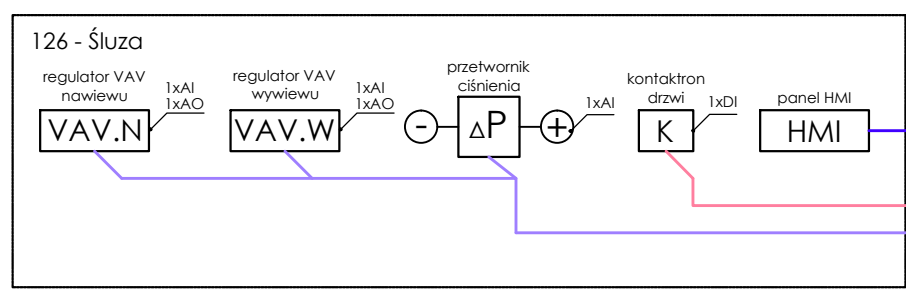 126 - Śluza
regulator VAV
nawiewu
1xAI
1xAO
VAV.N
regulator VAV
wywiewu
1xAI
1xAO
VAV.W
przetwornik
ciśnienia
-
ΔP
+
1xAI
kontaktron
drzwi
1xDI
K
panel HMI
HMI